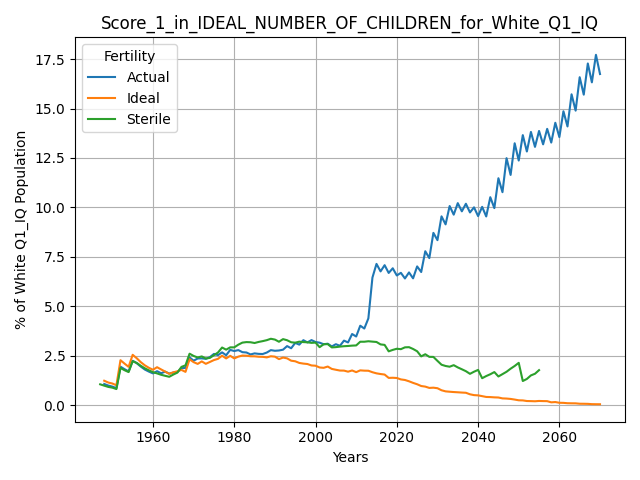 Score_1_in_IDEAL_NUMBER_OF_CHILDREN_for_White_Q1_IQ
Fertility
Actual
Ideal
Sterile
% of White Q1_IQ Population
17.5
15.0
12.5
10.0
7.5
5.0
2.5
0.0
1960 1980 2000 2020 2040 2060
Years